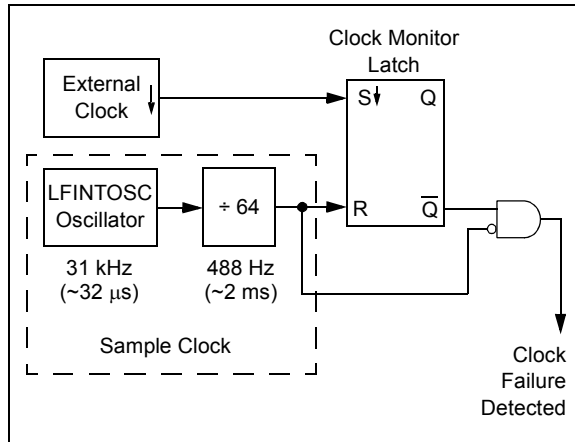 Clock Monitor
Latch
External
Clock
S
Q
LFINTOSC
Oscillator
÷ 64
R
Q
31 kHz
(~32 μs)
488 Hz
(~2 ms)
Sample Clock
Clock
Failure
Detected